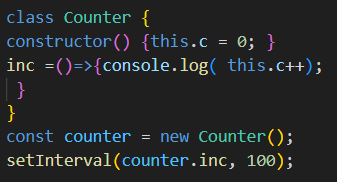 class Counter {
constructor() {this.c = 0; }
inc =()=>{console.log( this.c++);
}
}
const counter = new Counter();
setInterval(counter.inc, 100);